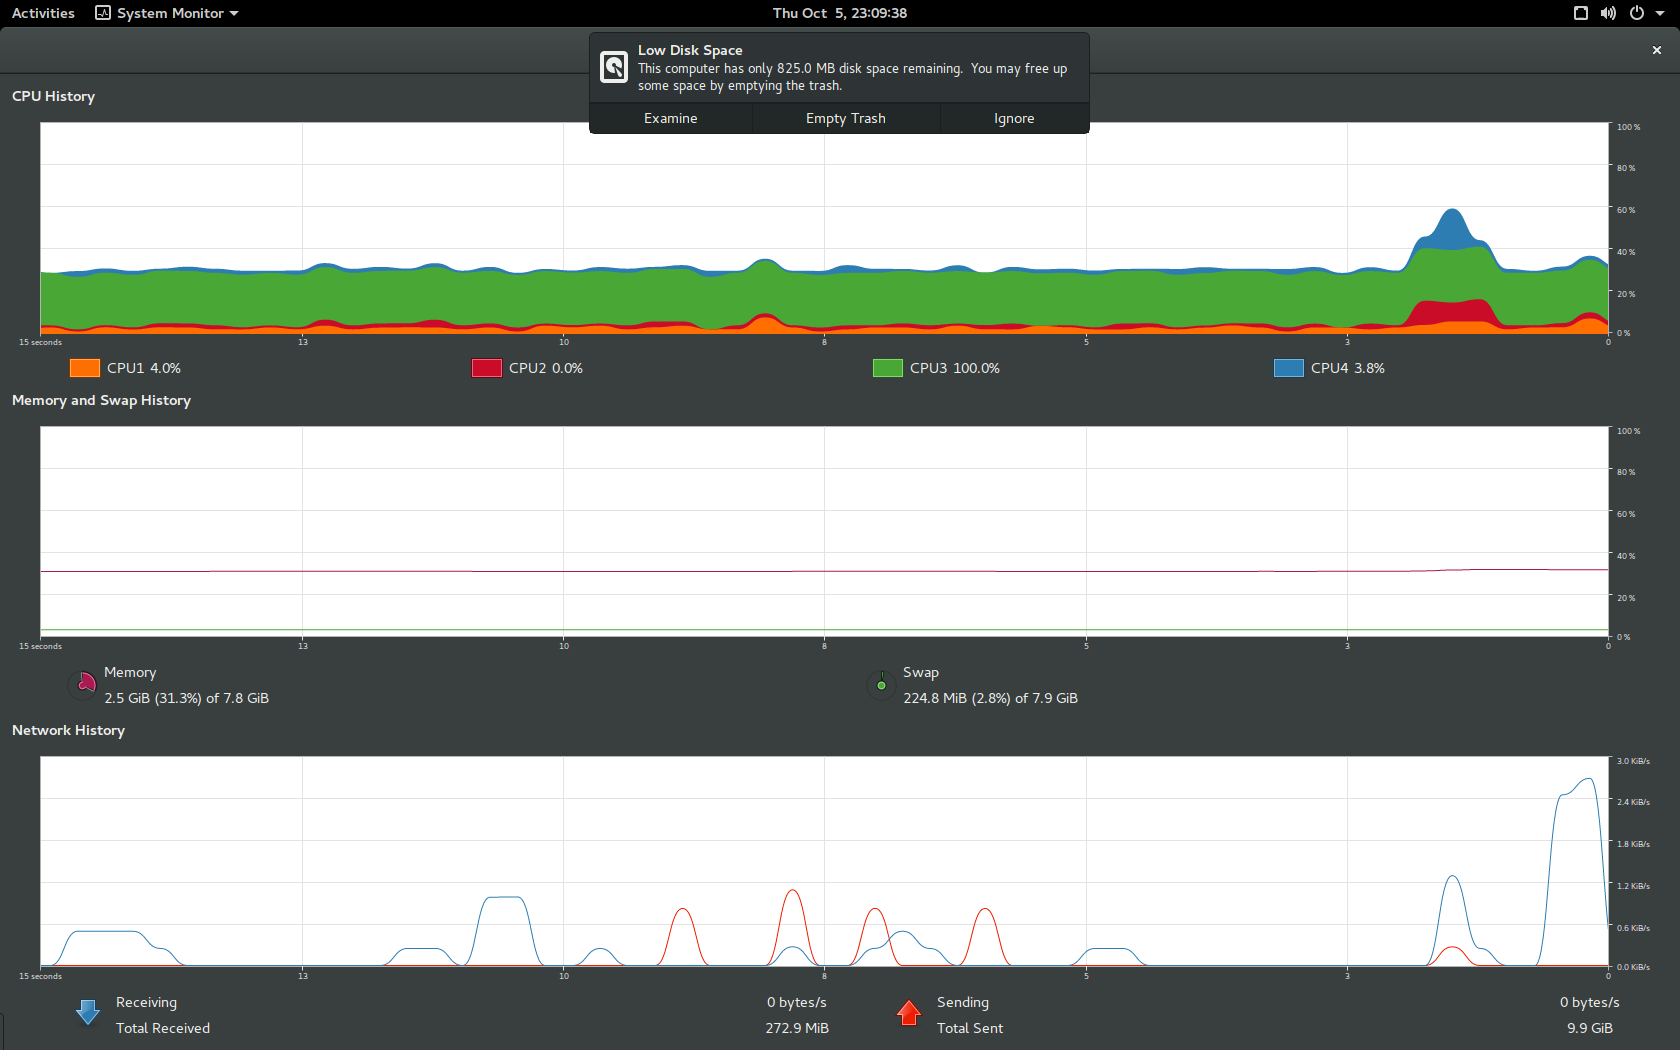 Activities System Monitor Thu Oct 5, 23:09:38
Low Disk Space
This computer has only 825.0 MB disk space remaining. You may free up
some space by emptying the trash.
Examine Empty Trash Ignore
CPU History
100 %
80 %
60 %
40 %
20 %
0 %
15 seconds 13 10 8 5 3 0
CPU1 4.0% CPU2 0.0% CPU3 100.0% CPU4 3.8%
Memory and Swap History
100 %
80 %
60 %
40 %
20 %
0 %
15 seconds 13 10 8 5 3 0
Memory Swap
2.5 GiB (31.3%) of 7.8 GiB 224.8 MiB (2.8%) of 7.9 GiB
Network History
3.0 KiB/s
2.4 KiB/s
1.8 KiB/s
1.2 KiB/s
0.6 KiB/s
0.0 KiB/s
15 seconds 13 10 8 5 3 0
Receiving 0 bytes/s Sending 0 bytes/s
Total Received 272.9 MiB Total Sent 9.9 GiB